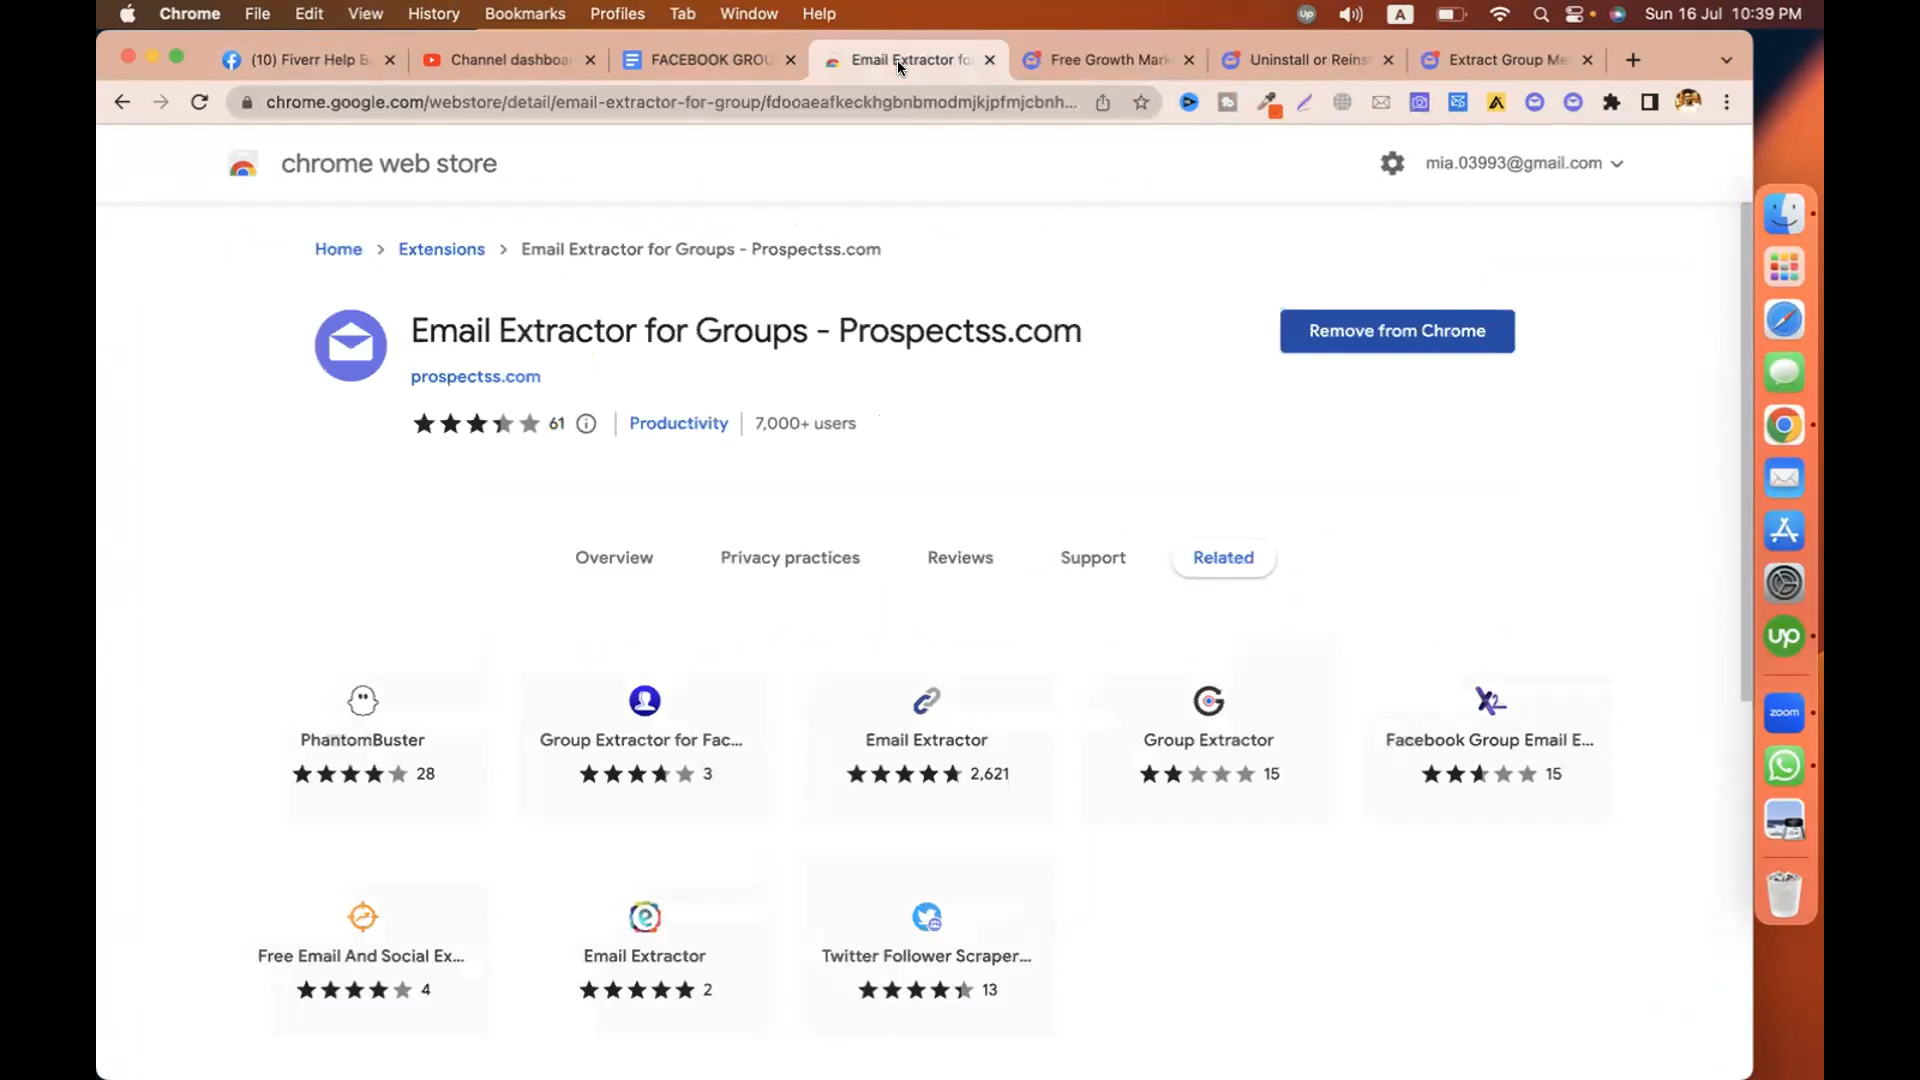 Chrome File Edit View History Bookmarks Profiles Tab Window Help A Sun 16 Jul 10:39 PM
(10) Fiverr Help B Channel dashboa FACEBOOK GROU Email Extractor fo Free Growth Mark Uninstall or Reins Extract Group Me
chrome.google.com/webstore/detail/email-extractor-for-group/fdooaeafkeckhgbnbmodmjkjpfmjcbnh...
chrome web store
mia.03993@gmail.com
Home > Extensions > Email Extractor for Groups - Prospectss.com
Email Extractor for Groups - Prospectss.com
Remove from Chrome
prospectss.com
61 | Productivity | 7,000+ users
Overview Privacy practices Reviews Support Related
PhantomBuster Group Extractor for Fac... Email Extractor Group Extractor Facebook Group Email E...
28 3 2,621 15 15
Free Email And Social Ex... Email Extractor Twitter Follower Scraper...
4 2 13
up
zoom